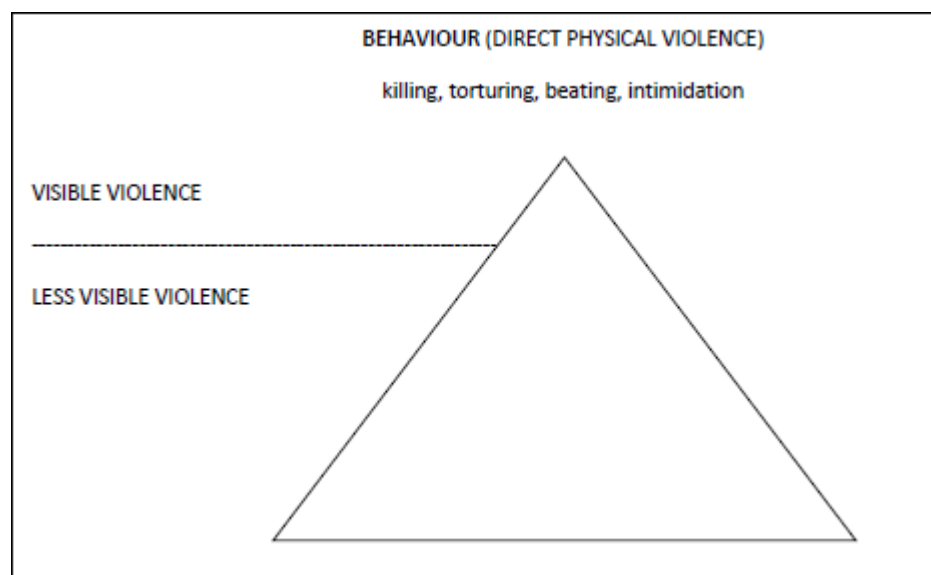 BEHAVIOUR (DIRECT PHYSICAL VIOLENCE)
killing, torturing, beating, intimidation
VISIBLE VIOLENCE
LESS VISIBLE VIOLENCE